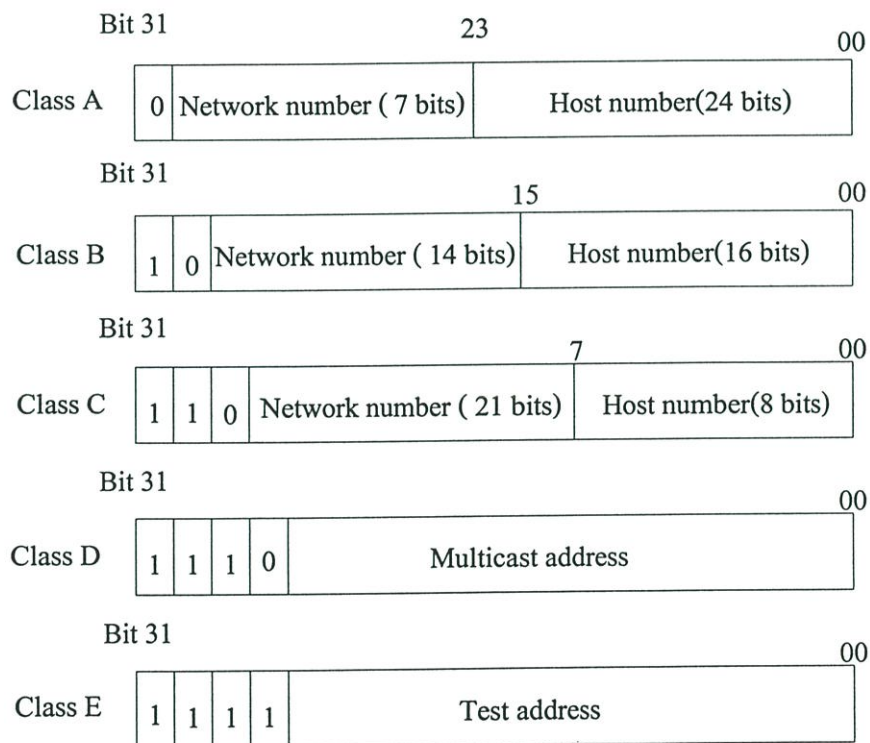 Bit 31 23 00
Class A 0 Network number ( 7 bits) Host number(24 bits)
Bit 31 15 00
Class B 1 0 Network number ( 14 bits) Host number(16 bits)
Bit 31 7 00
Class C 1 1 0 Network number ( 21 bits) Host number(8 bits)
Bit 31 00
Class D 1 1 1 0 Multicast address
Bit 31 00
Class E 1 1 1 1 Test address